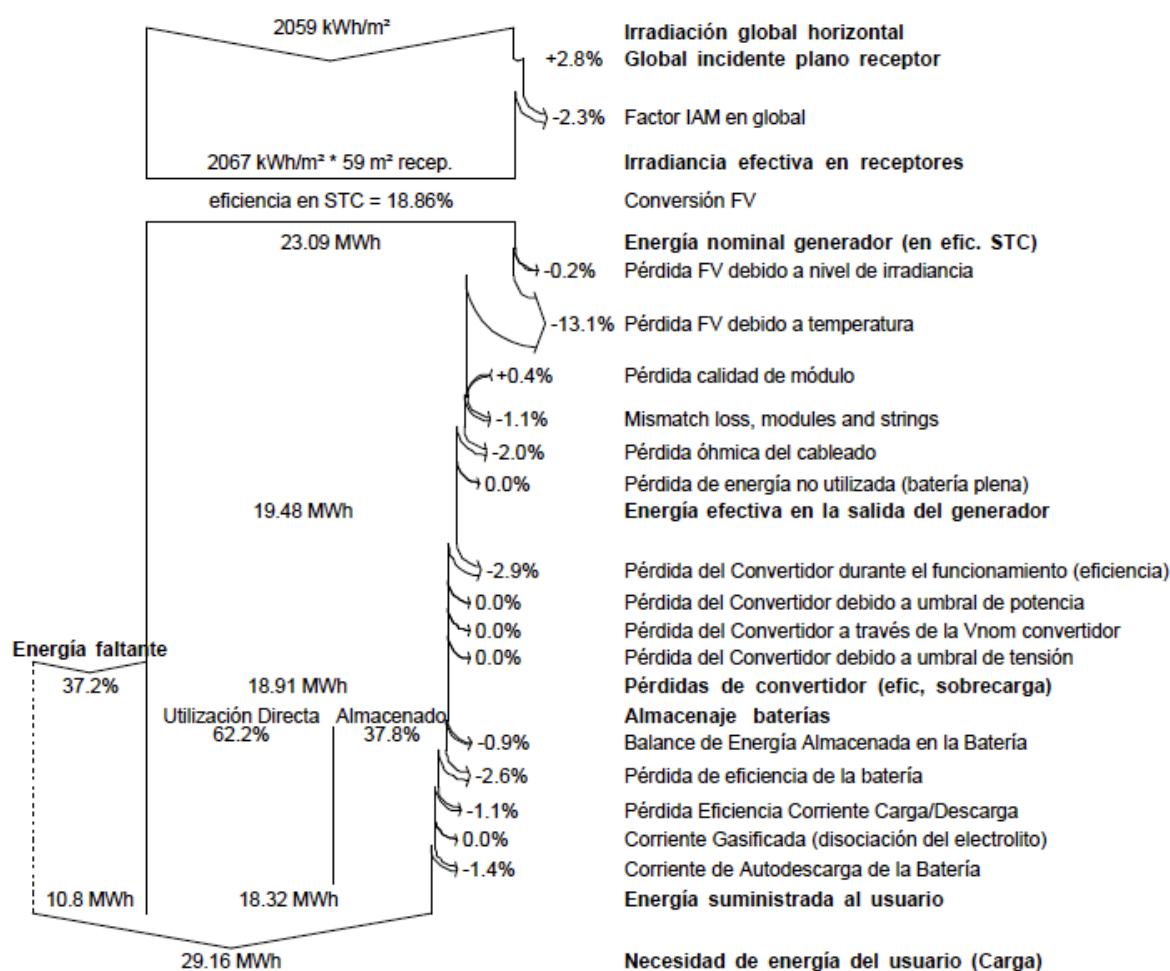 2059 kWh/m² Irradiación global horizontal
+2.8% Global incidente plano receptor
-2.3% Factor IAM en global
2067 kWh/m² * 59 m² recep. Irradiancia efectiva en receptores
eficiencia en STC = 18.86% Conversión FV
23.09 MWh Energía nominal generador (en efic. STC)
-0.2% Pérdida FV debido a nivel de irradiancia
-13.1% Pérdida FV debido a temperatura
+0.4% Pérdida calidad de módulo
-1.1% Mismatch loss, modules and strings
-2.0% Pérdida óhmica del cableado
0.0% Pérdida de energía no utilizada (batería plena)
19.48 MWh Energía efectiva en la salida del generador
-2.9% Pérdida del Convertidor durante el funcionamiento (eficiencia)
0.0% Pérdida del Convertidor debido a umbral de potencia
0.0% Pérdida del Convertidor a través de la Vnom convertidor
Energía faltante 0.0% Pérdida del Convertidor debido a umbral de tensión
37.2% 18.91 MWh Pérdidas de convertidor (efic, sobrecarga)
Utilización Directa Almacenado Almacenaje baterías
62.2% 37.8% -0.9% Balance de Energía Almacenada en la Batería
-2.6% Pérdida de eficiencia de la batería
-1.1% Pérdida Eficiencia Corriente Carga/Descarga
0.0% Corriente Gasificada (disociación del electrolito)
-1.4% Corriente de Autodescarga de la Batería
10.8 MWh 18.32 MWh Energía suministrada al usuario
29.16 MWh Necesidad de energía del usuario (Carga)